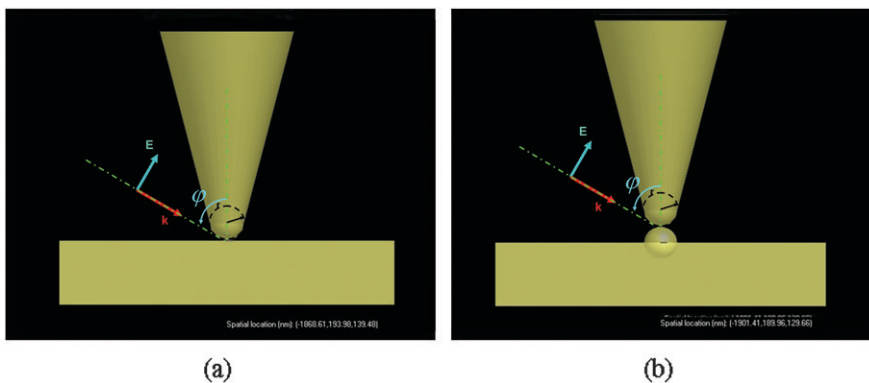 E
φ
k
Spatial location (nm): (-1868.61,193.98,139.48)
(a)
E
φ
k
Spatial location (nm): (-1901.41,189.96,129.66)
(b)